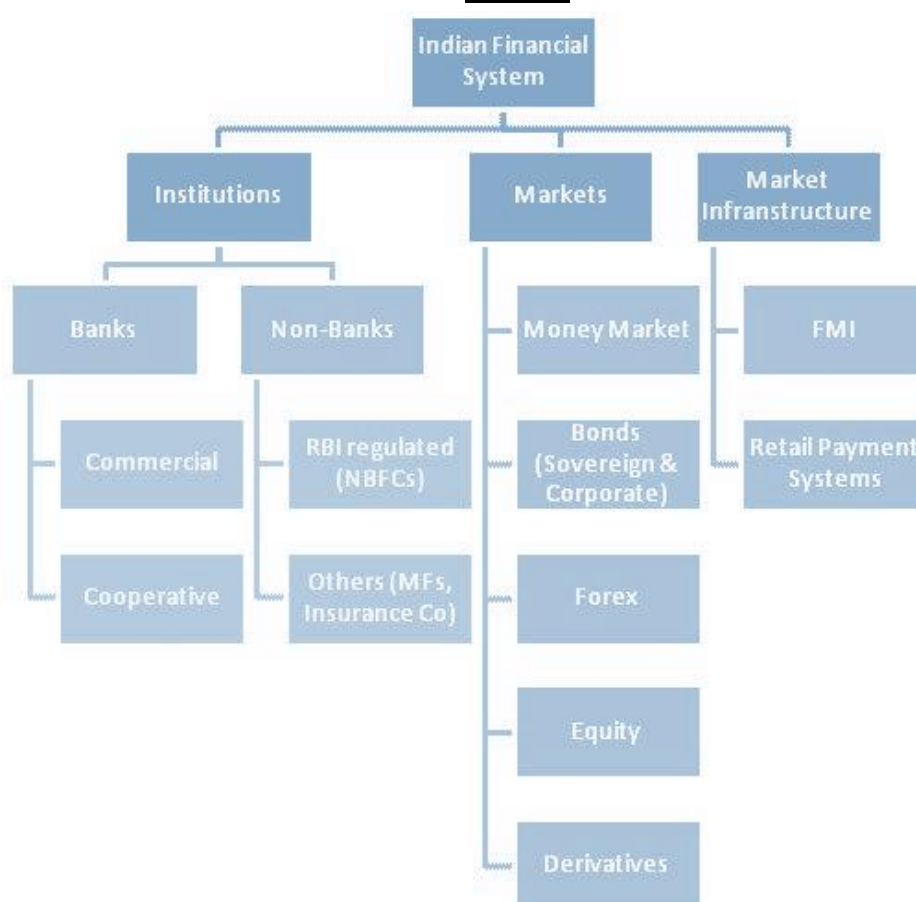 Indian Financial
System
Institutions
Markets
Market
Infranstructure
Banks
Non-Banks
Money Market
FMI
Commercial
RBI regulated
(NBFCs)
Bonds
(Sovereign &
Corporate)
Retail Payment
Systems
Cooperative
Others (MFs,
Insurance Co)
Forex
Equity
Derivatives